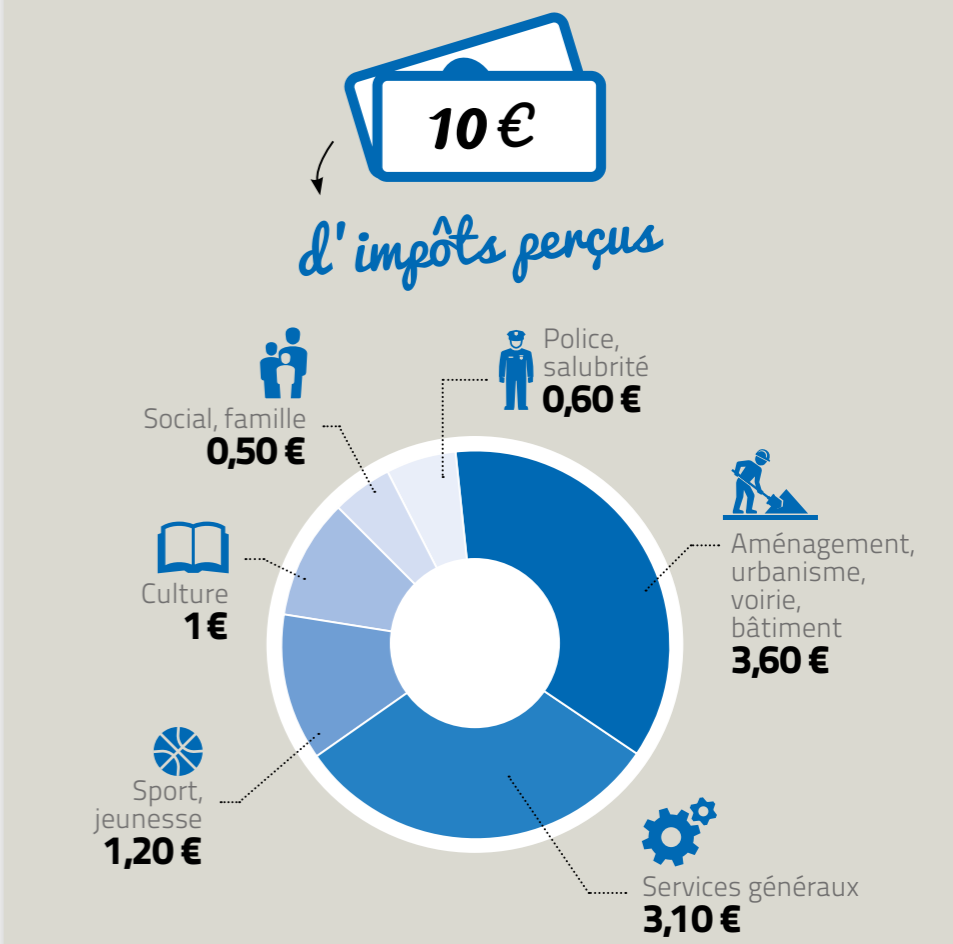 10 €
d'impôts perçus
Police,
salubrité
0,60 €
Social, famille
0,50 €
Aménagement,
urbanisme,
voirie,
bâtiment
3,60 €
Culture
1 €
Sport,
jeunesse
1,20 €
Services généraux
3,10 €